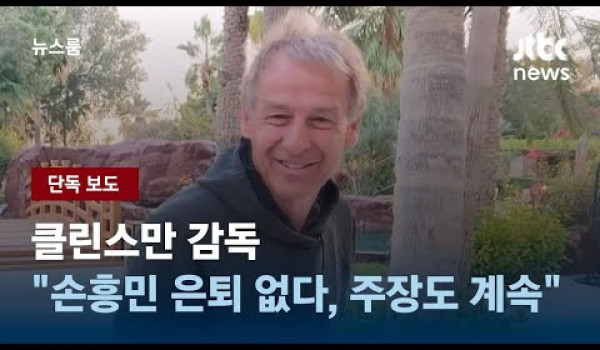 뉴스룸
jtbc
news
단독 보도
클린스만 감독
"손흥민 은퇴 없다, 주장도 계속"